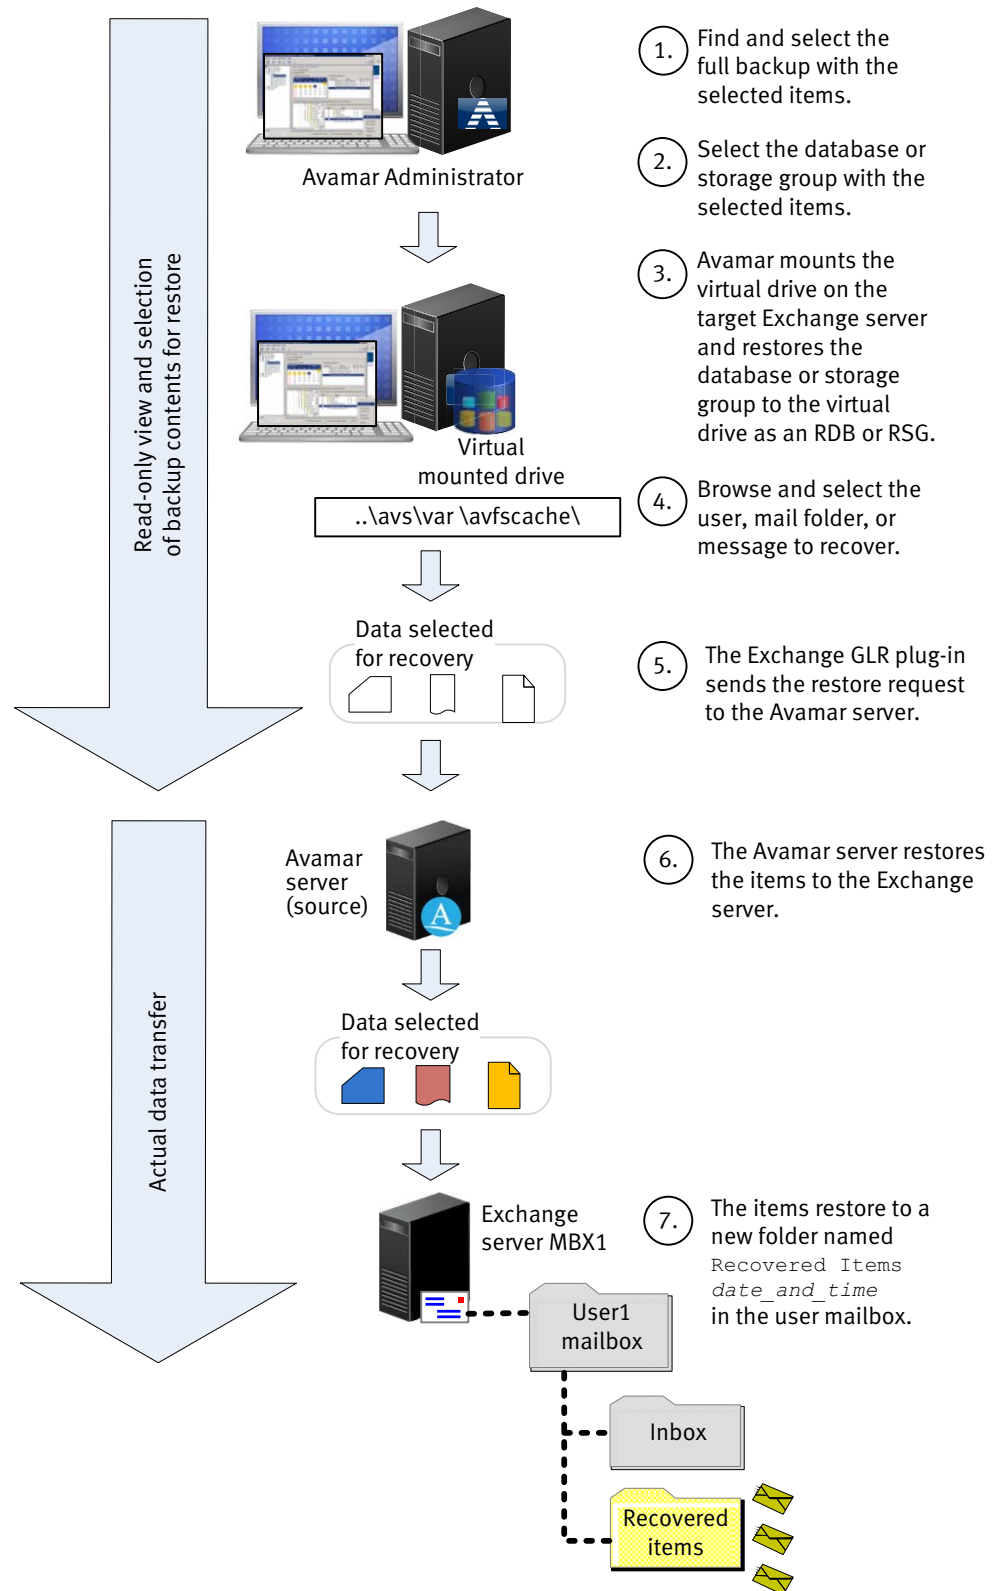 1. Find and select the
full backup with the
selected items.
Avamar Administrator
2. Select the database or
storage group with the
selected items.
Read-only view and selection
of backup contents for restore
3. Avamar mounts the
virtual drive on the
target Exchange server
and restores the
database or storage
group to the virtual
drive as an RDB or RSG.
Virtual
mounted drive
..\avs\var \avfscache\
4. Browse and select the
user, mail folder, or
message to recover.
Data selected
for recovery
5. The Exchange GLR plug-in
sends the restore request
to the Avamar server.
Avamar
server
(source)
A
6. The Avamar server restores
the items to the Exchange
server.
Actual data transfer
Data selected
for recovery
Exchange
server MBX1
7. The items restore to a
new folder named
Recovered Items
date_and_time
in the user mailbox.
User1
mailbox
Inbox
Recovered
items